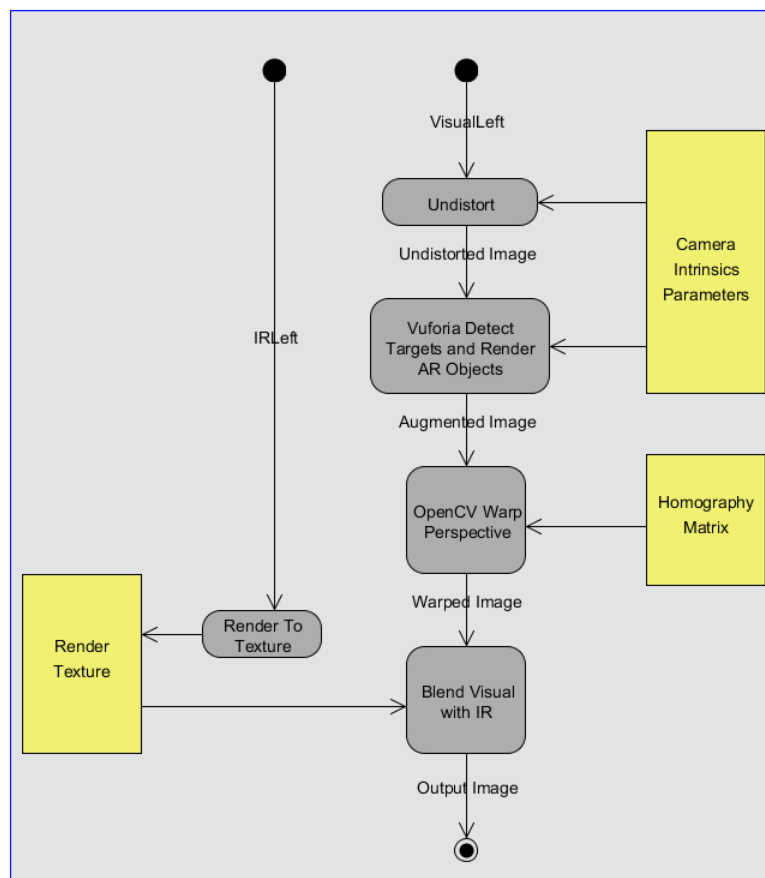 VisualLeft
Undistort
Undistorted Image
Camera
Intrinsics
Parameters
IRLeft
Vuforia Detect
Targets and Render
AR Objects
Augmented Image
OpenCV Warp
Perspective
Homography
Matrix
Warped Image
Render To
Texture
Render
Texture
Blend Visual
with IR
Output Image